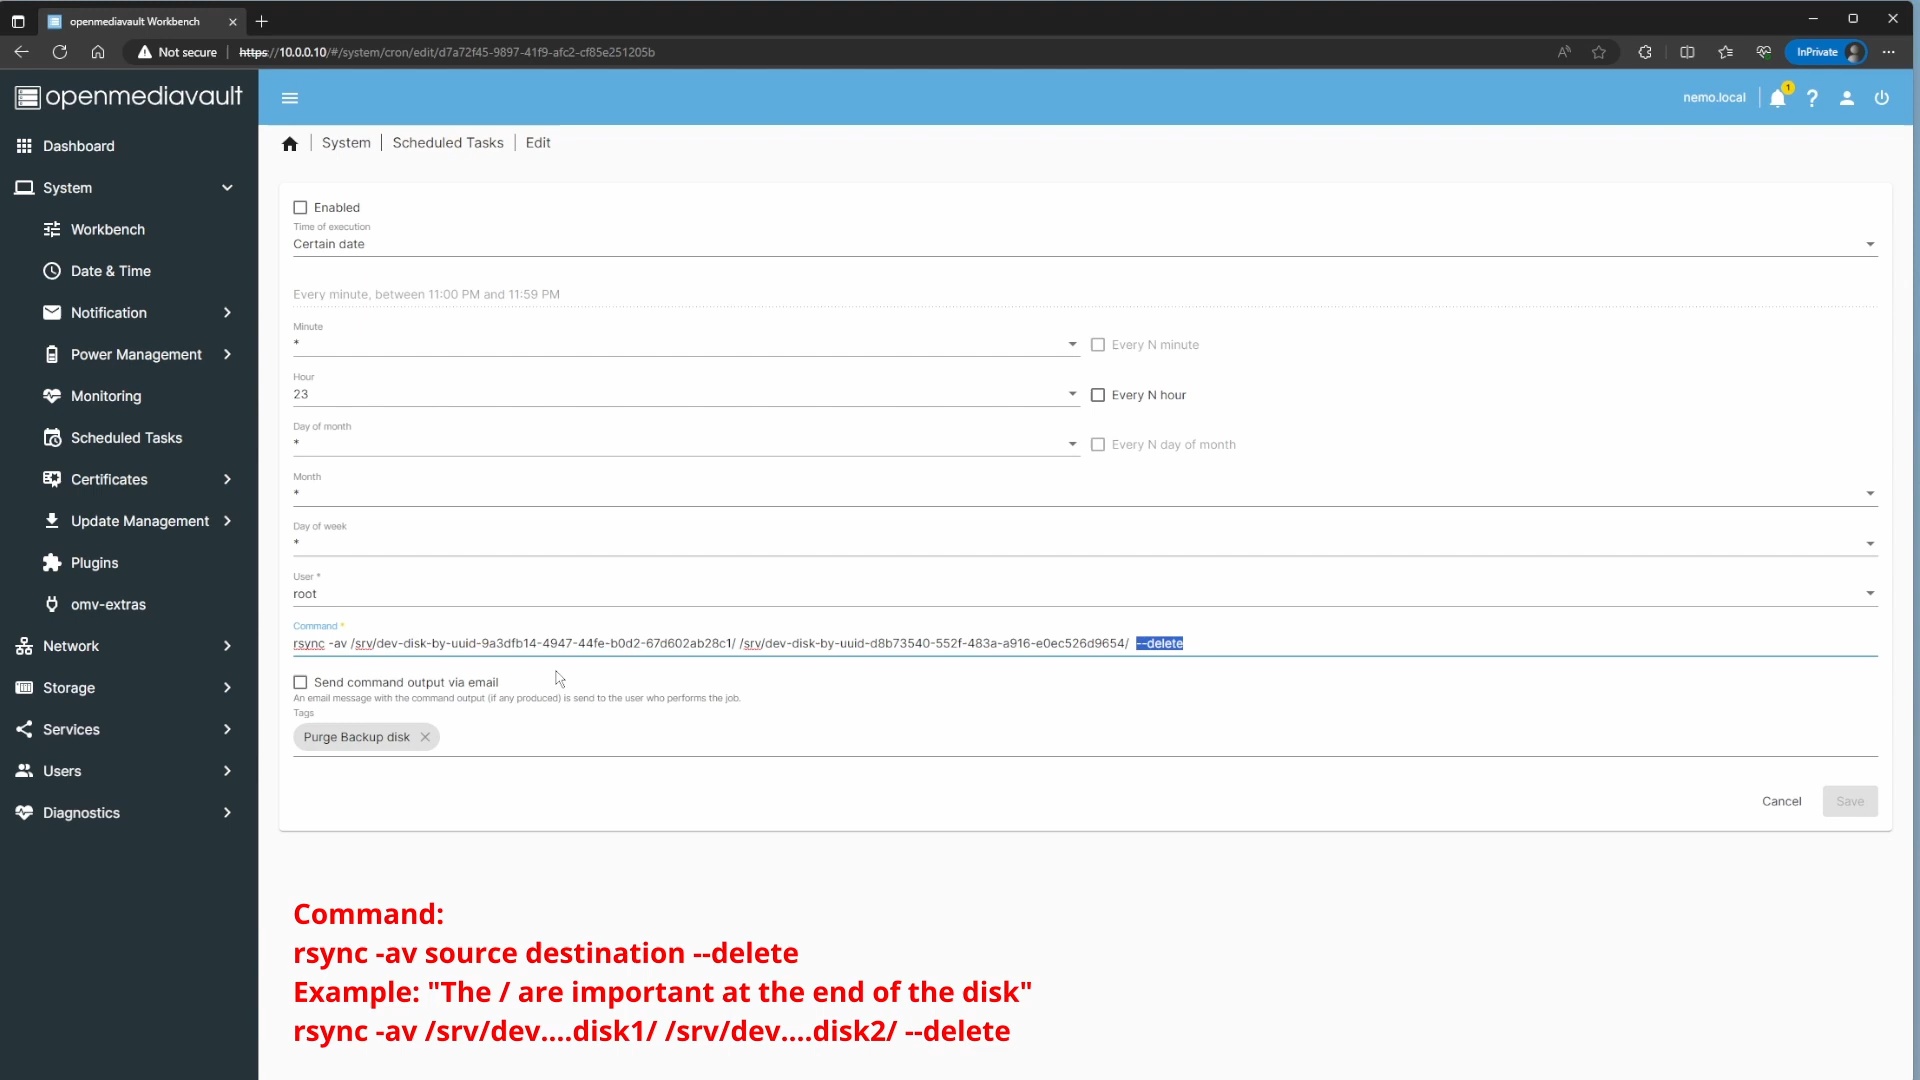 openmediavault Workbench
Not secure
https://10.0.0.10/#/system/cron/edit/d7a72f45-9897-41f9-afc2-cf85e251205b
InPrivate
openmediavault
nemo.local
1
?
System | Scheduled Tasks | Edit
Dashboard
System
Workbench
Date & Time
Notification
Power Management
Monitoring
Scheduled Tasks
Certificates
Update Management
Plugins
omv-extras
Network
Storage
Services
Users
Diagnostics
Enabled
Time of execution
Certain date
Every minute, between 11:00 PM and 11:59 PM
Minute
*
Every N minute
Hour
23
Every N hour
Day of month
*
Every N day of month
Month
*
Day of week
*
User *
root
Command *
rsync -av /srv/dev-disk-by-uuid-9a3dfb14-4947-44fe-b0d2-67d602ab28c1/ /srv/dev-disk-by-uuid-d8b73540-552f-483a-a916-e0ec526d9654/ --delete
Send command output via email
An email message with the command output (if any produced) is send to the user who performs the job.
Tags
Purge Backup disk
Cancel
Save
Command:
rsync -av source destination --delete
Example: "The / are important at the end of the disk"
rsync -av /srv/dev....disk1/ /srv/dev....disk2/ --delete